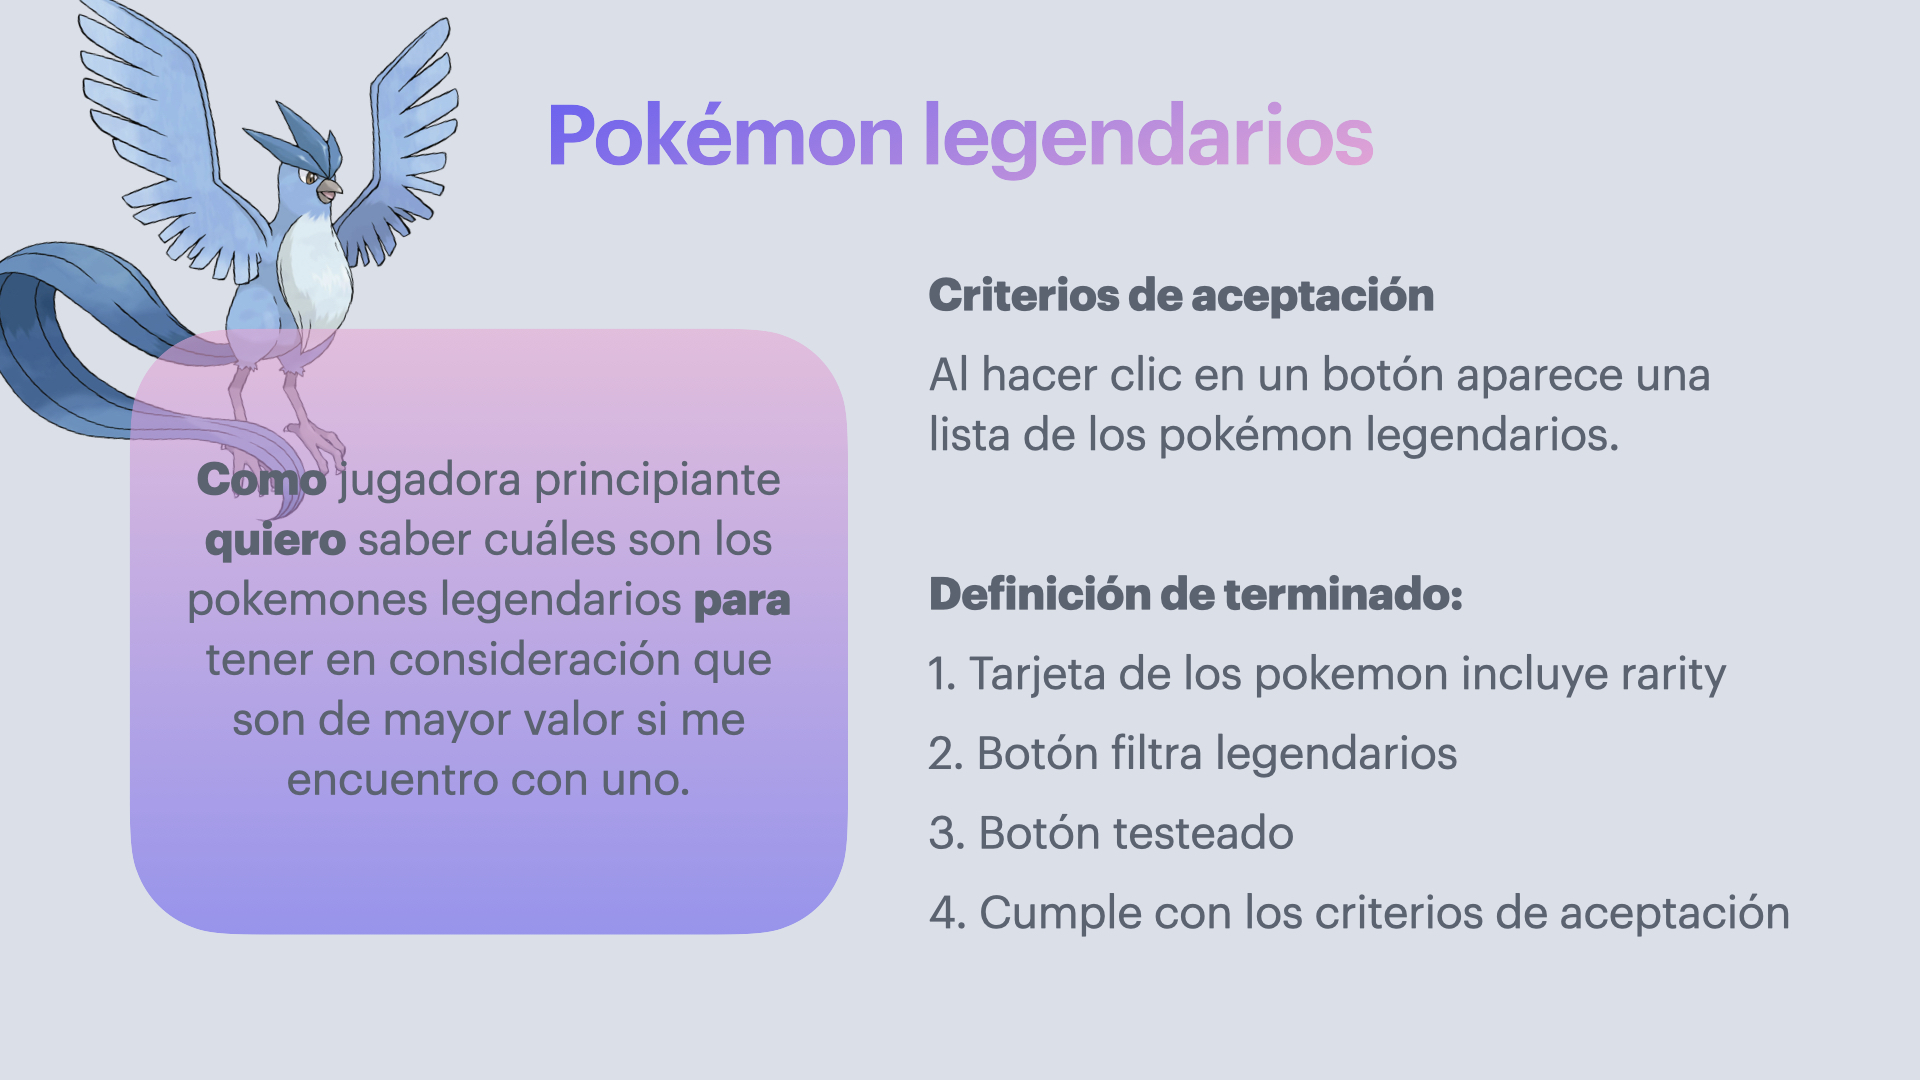 Pokémon legendarios
Como jugadora principiante
quiero saber cuáles son los
pokemones legendarios para
tener en consideración que
son de mayor valor si me
encuentro con uno.
Criterios de aceptación
Al hacer clic en un botón aparece una
lista de los pokémon legendarios.
Definición de terminado:
1. Tarjeta de los pokemon incluye rarity
2. Botón filtra legendarios
3. Botón testeado
4. Cumple con los criterios de aceptación